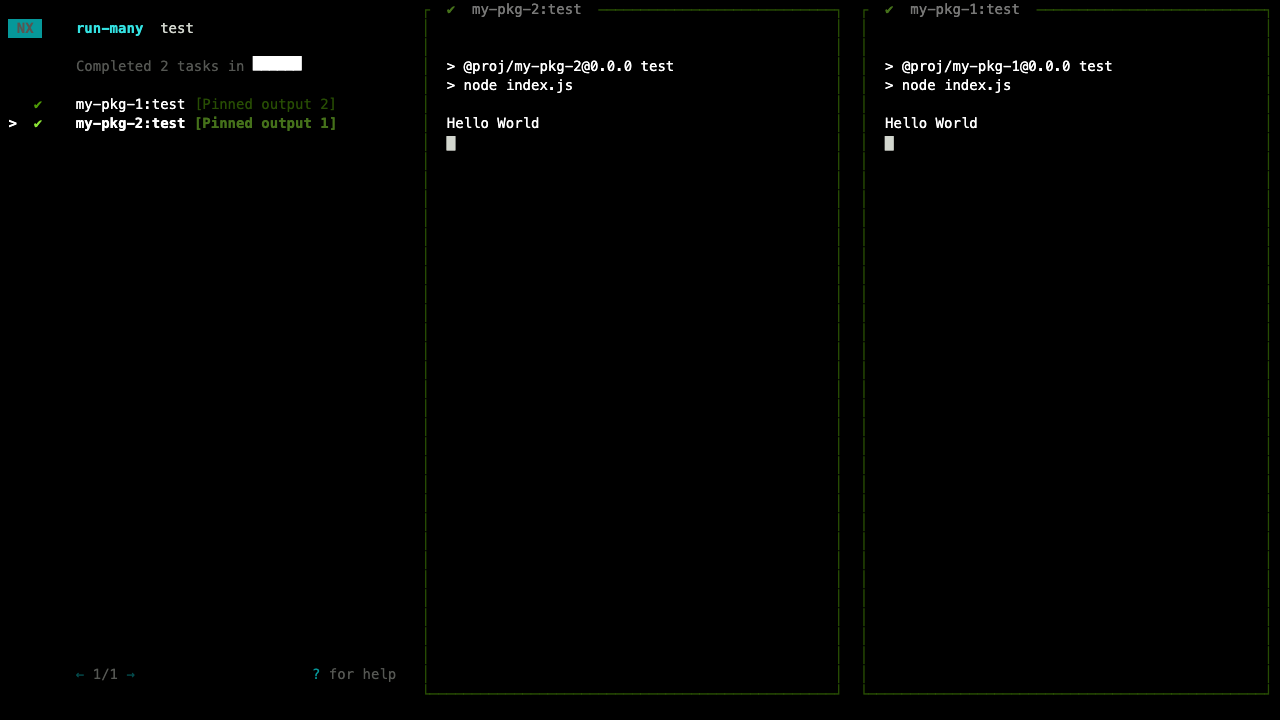 NX run-many test
Completed 2 tasks in
✔ my-pkg-1:test [Pinned output 2]
> ✔ my-pkg-2:test [Pinned output 1]
← 1/1 → ? for help
✔ my-pkg-2:test
> @proj/my-pkg-2@0.0.0 test
> node index.js
Hello World
✔ my-pkg-1:test
> @proj/my-pkg-1@0.0.0 test
> node index.js
Hello World